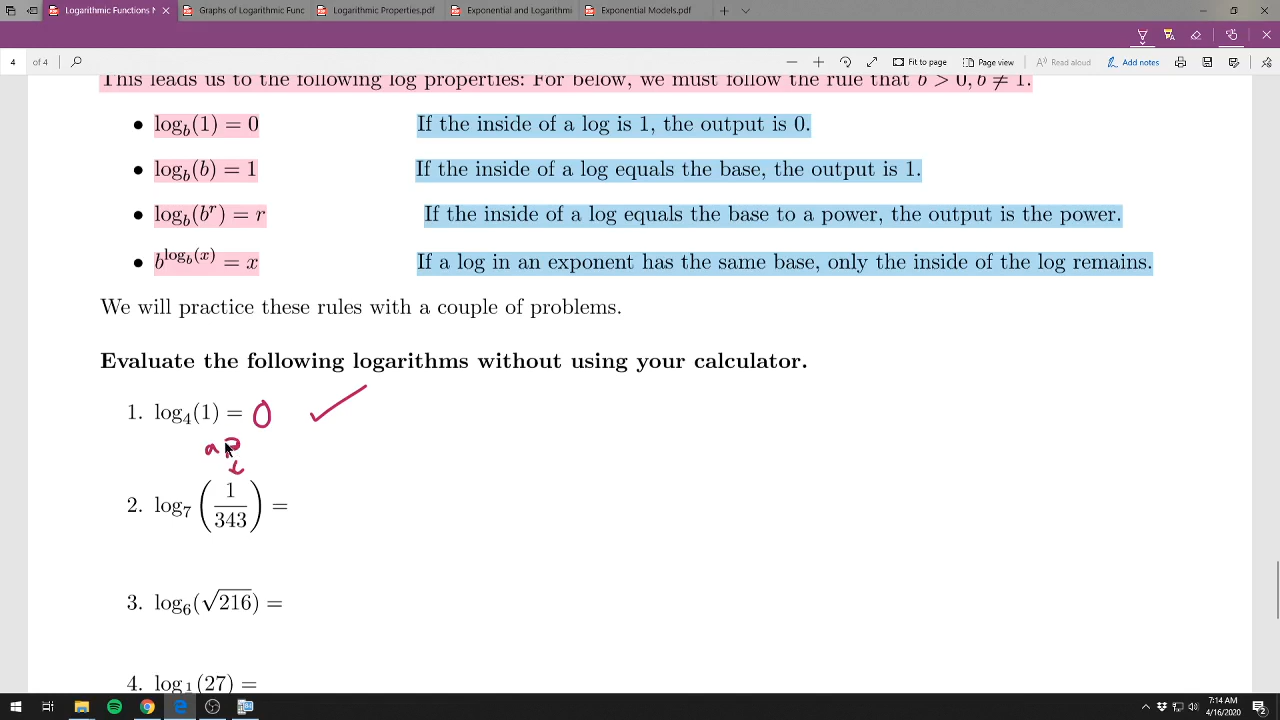 Logarithmic Functions N
Graphs of Logarithmic Func
Logarithmic Properties.pdf
Exponential and Logarithmi
Exponential Models.pdf
4 of 4
Fit to page
Page view
Read aloud
Add notes
This leads us to the following log properties: For below, we must follow the rule that b > 0, b ≠ 1.
• log_b(1) = 0 If the inside of a log is 1, the output is 0.
• log_b(b) = 1 If the inside of a log equals the base, the output is 1.
• log_b(b^r) = r If the inside of a log equals the base to a power, the output is the power.
• b^{log_b(x)} = x If a log in an exponent has the same base, only the inside of the log remains.
We will practice these rules with a couple of problems.
Evaluate the following logarithms without using your calculator.
1. log_4(1) = 0 ✓
2. log_7(1/343) =
3. log_6(√216) =
4. log_1(27) =
7:14 AM
4/16/2020